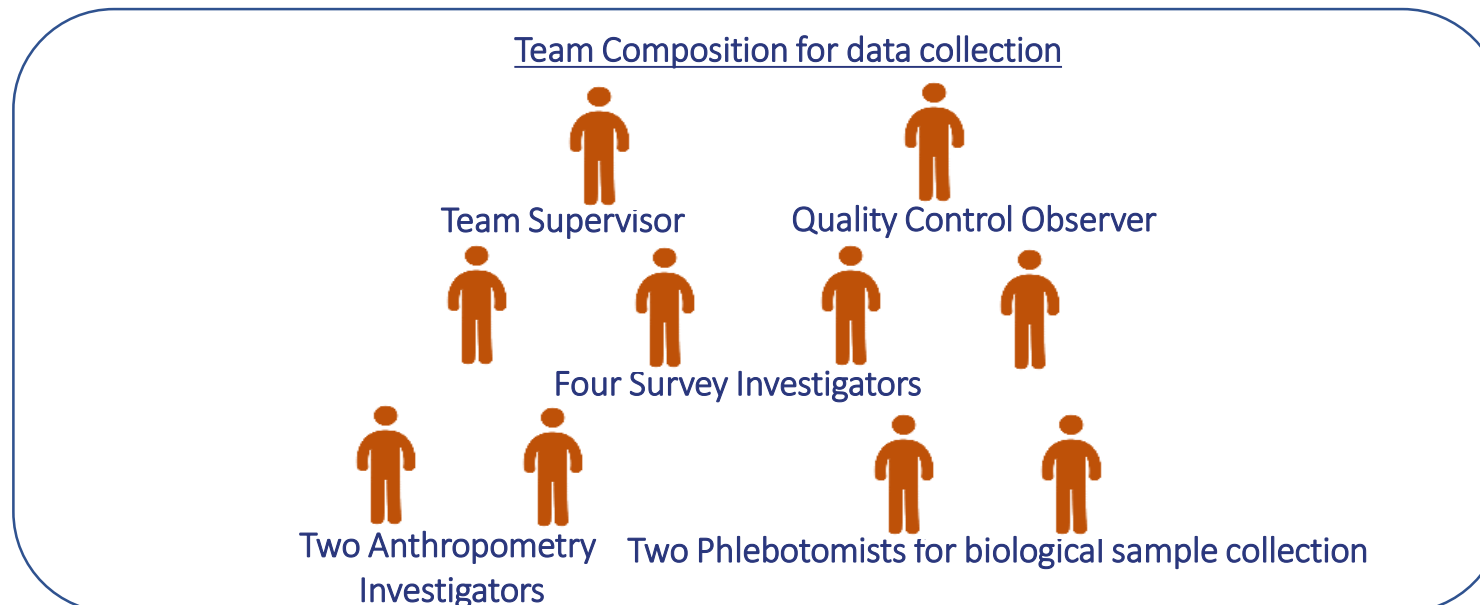 Team Composition for data collection
Team Supervisor
Quality Control Observer
Four Survey Investigators
Two Anthropometry
Investigators
Two Phlebotomists for biological sample collection